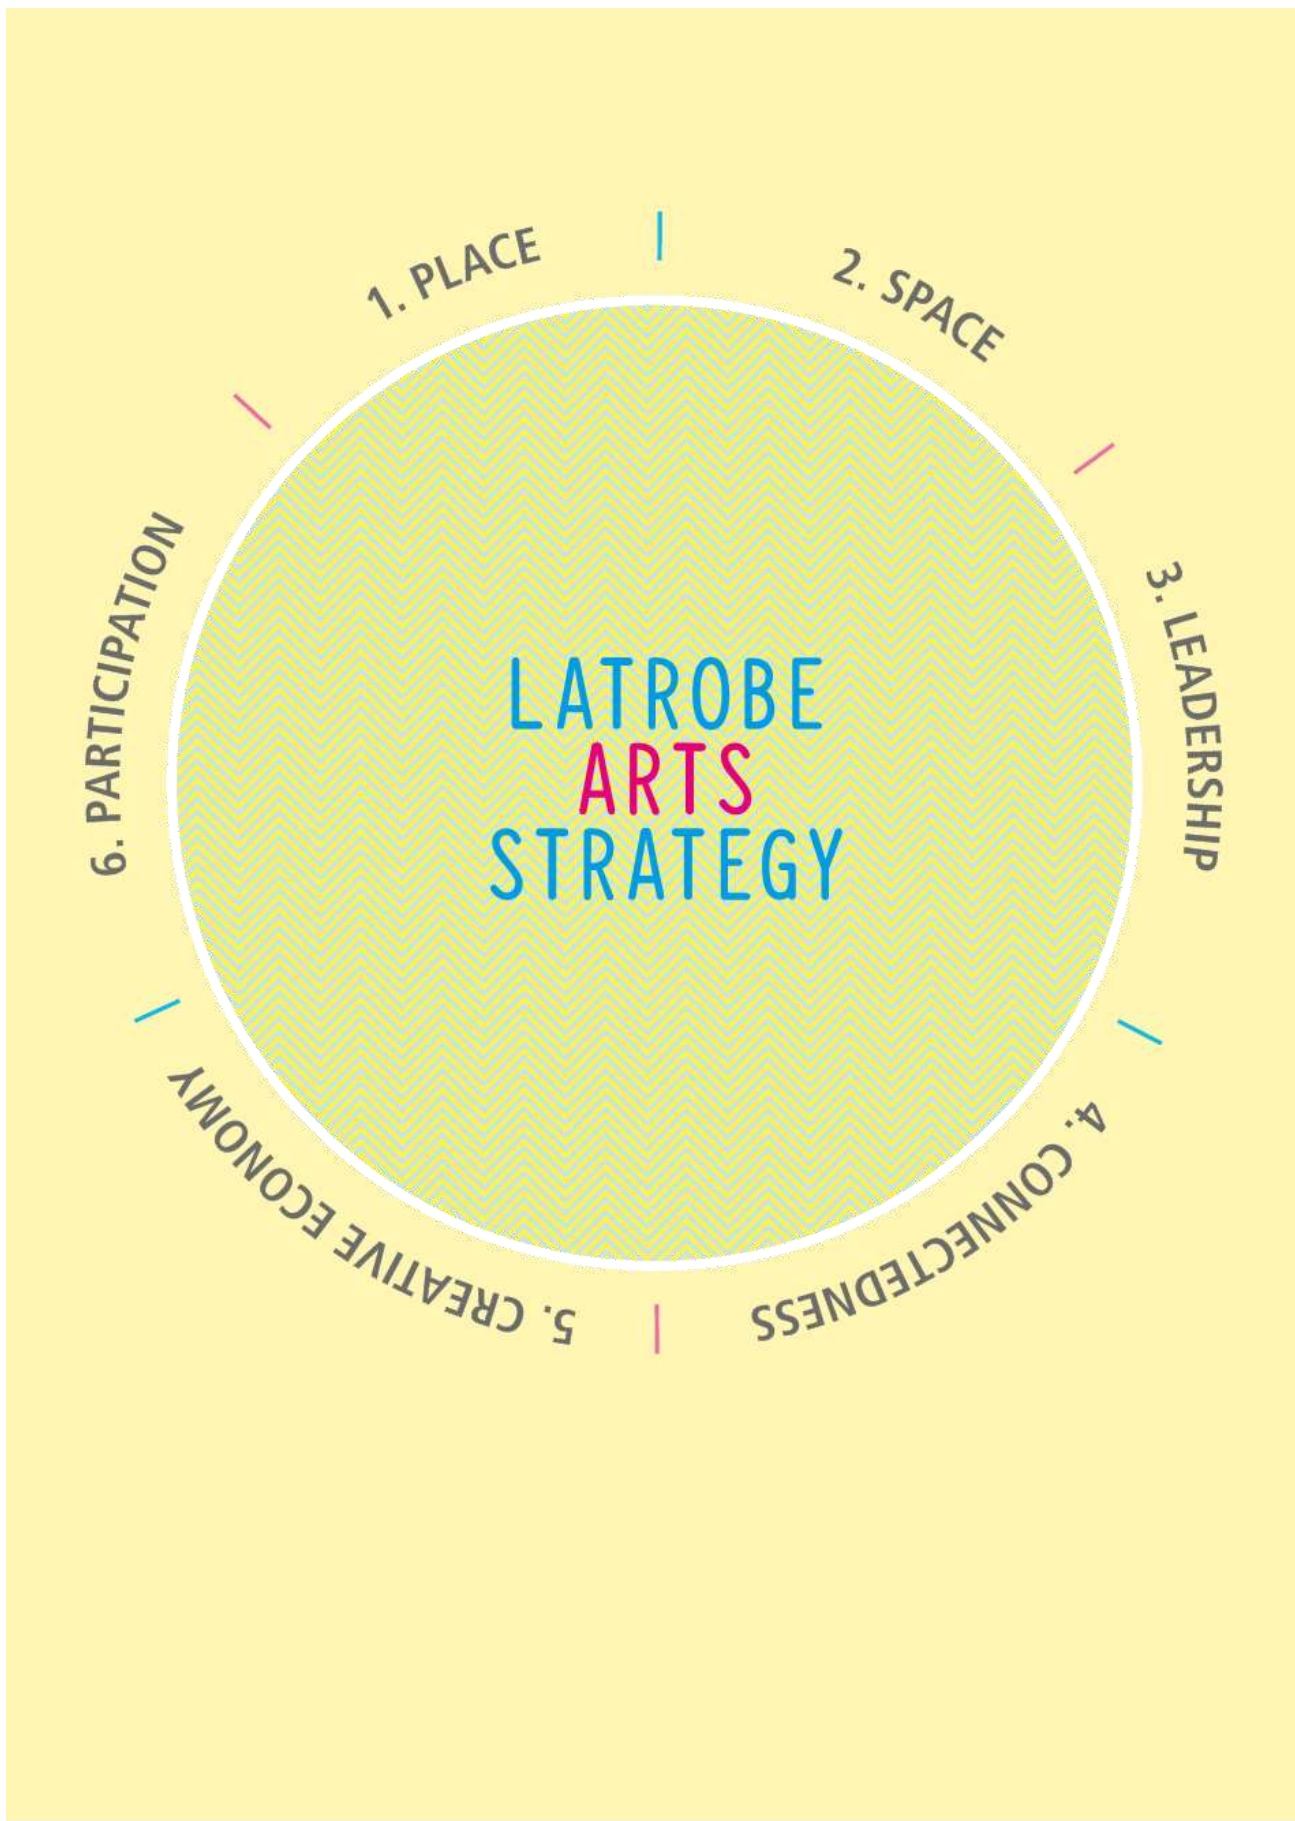 1. PLACE
2. SPACE
3. LEADERSHIP
4. CONNECTEDNESS
5. CREATIVE ECONOMY
6. PARTICIPATION
LATROBE
ARTS
STRATEGY